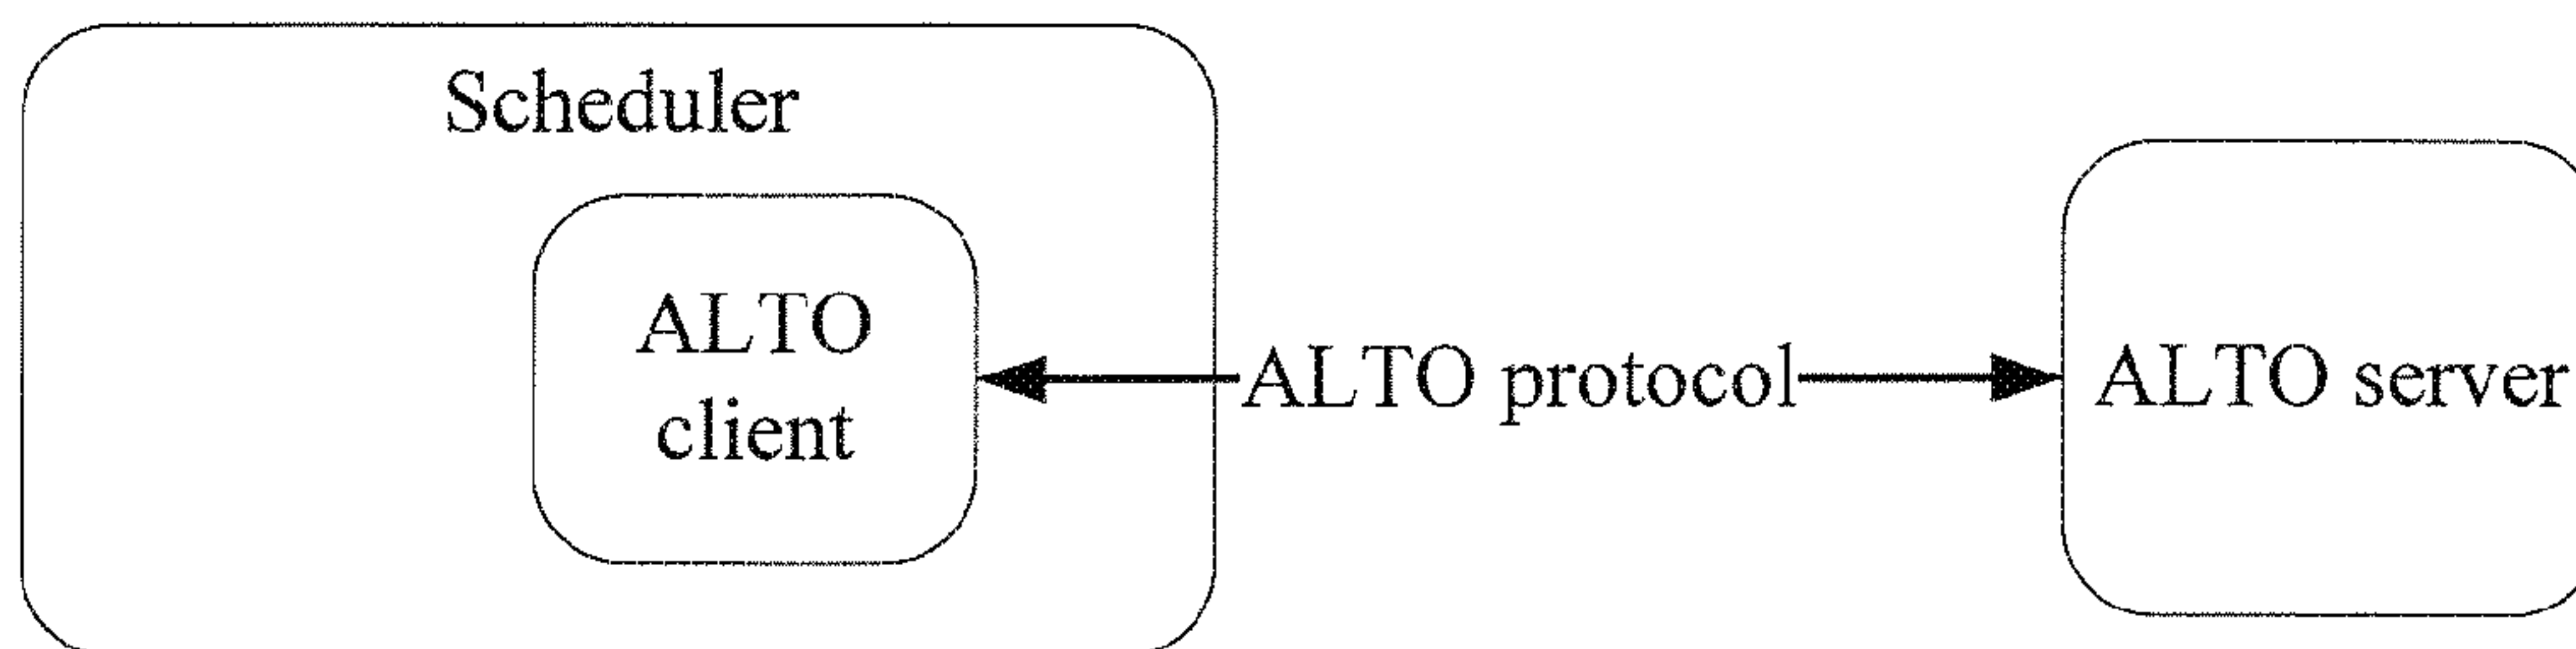 Scheduler
ALTO
client
ALTO protocol
ALTO server